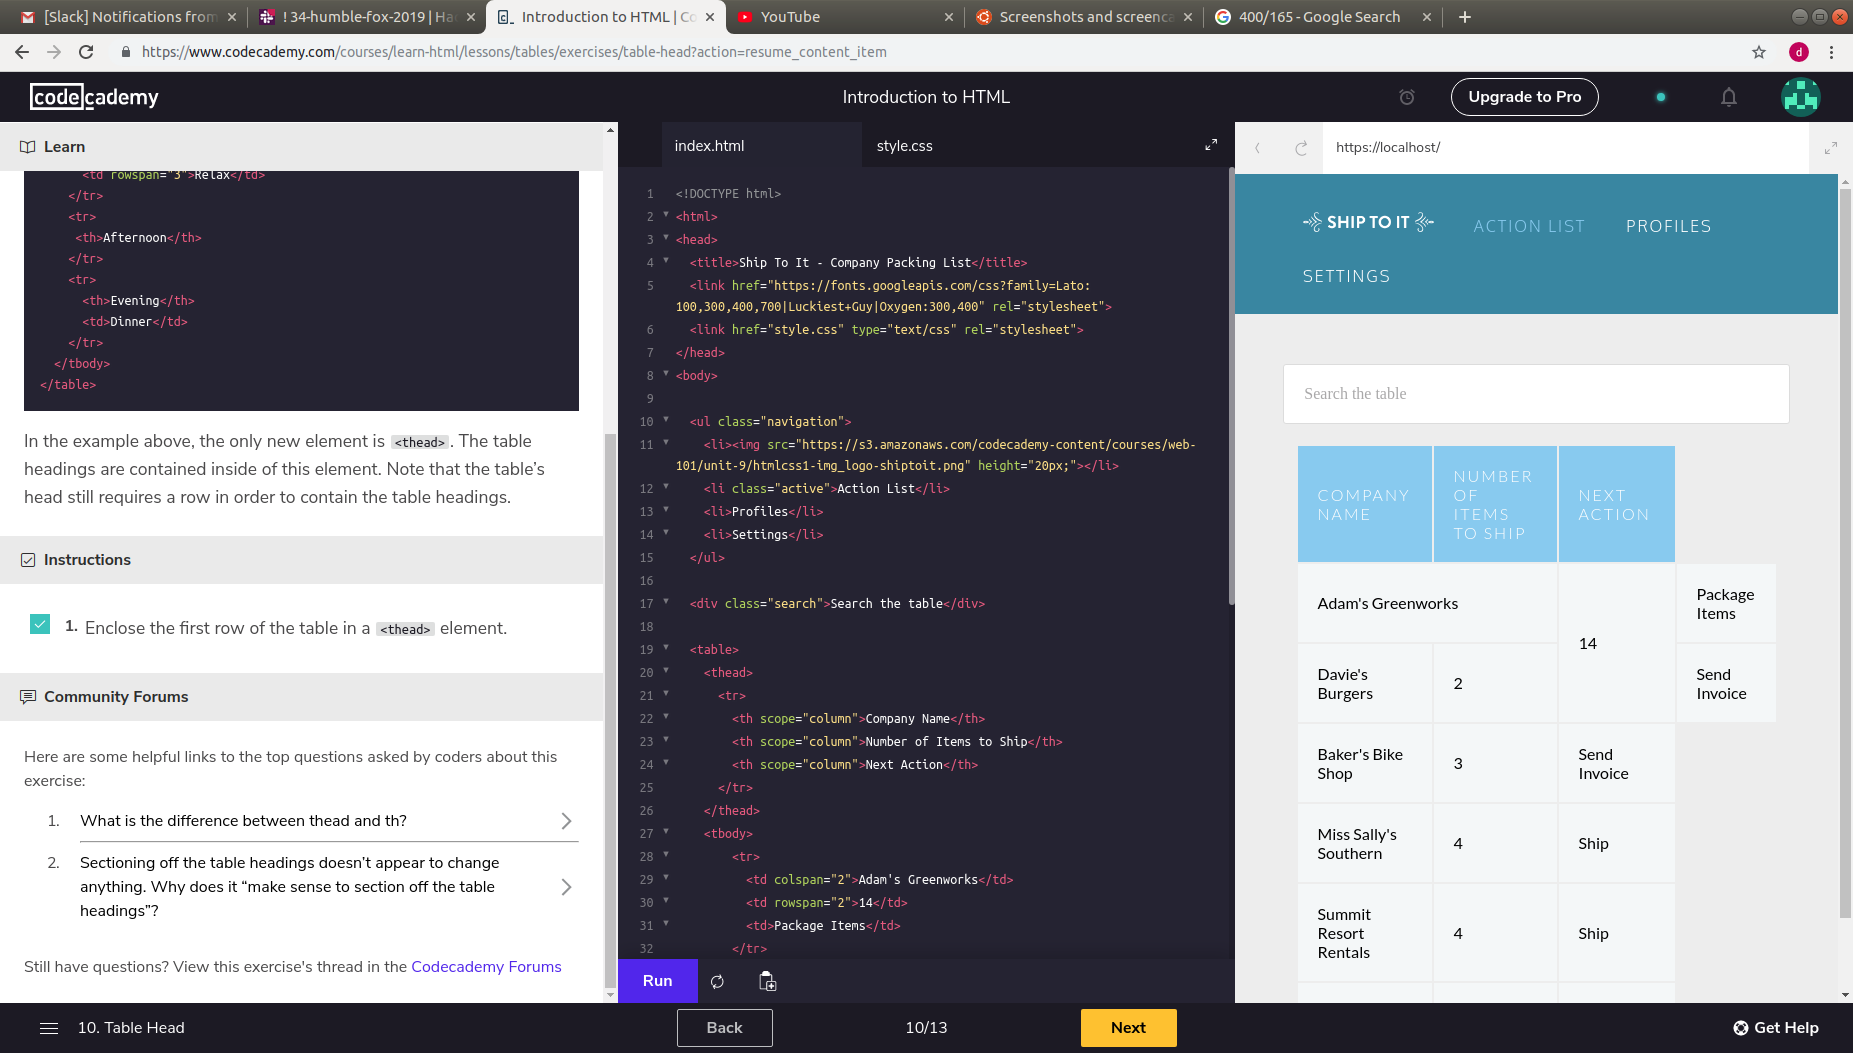 [Slack] Notifications from
! 34-humble-fox-2019 | Ha
Introduction to HTML | Co
YouTube
Screenshots and screenca
400/165 - Google Search
https://www.codecademy.com/courses/learn-html/lessons/tables/exercises/table-head?action=resume_content_item
d
codecademy
Introduction to HTML
Upgrade to Pro
Learn
<td rowspan="3">Relax</td>
</tr>
<tr>
<th>Afternoon</th>
</tr>
<tr>
<th>Evening</th>
<td>Dinner</td>
</tr>
</tbody>
</table>
In the example above, the only new element is <thead>. The table
headings are contained inside of this element. Note that the table’s
head still requires a row in order to contain the table headings.
Instructions
1. Enclose the first row of the table in a <thead> element.
Community Forums
Here are some helpful links to the top questions asked by coders about this
exercise:
1. What is the difference between thead and th?
2. Sectioning off the table headings doesn’t appear to change
anything. Why does it “make sense to section off the table
headings”?
Still have questions? View this exercise's thread in the Codecademy Forums
index.html
style.css
1 <!DOCTYPE html>
2 <html>
3 <head>
4 <title>Ship To It - Company Packing List</title>
5 <link href="https://fonts.googleapis.com/css?family=Lato:
100,300,400,700|Luckiest+Guy|Oxygen:300,400" rel="stylesheet">
6 <link href="style.css" type="text/css" rel="stylesheet">
7 </head>
8 <body>
9
10 <ul class="navigation">
11 <li><img src="https://s3.amazonaws.com/codecademy-content/courses/web-
101/unit-9/htmlcss1-img_logo-shiptoit.png" height="20px;"></li>
12 <li class="active">Action List</li>
13 <li>Profiles</li>
14 <li>Settings</li>
15 </ul>
16
17 <div class="search">Search the table</div>
18
19 <table>
20 <thead>
21 <tr>
22 <th scope="column">Company Name</th>
23 <th scope="column">Number of Items to Ship</th>
24 <th scope="column">Next Action</th>
25 </tr>
26 </thead>
27 <tbody>
28 <tr>
29 <td colspan="2">Adam's Greenworks</td>
30 <td rowspan="2">14</td>
31 <td>Package Items</td>
32 </tr>
Run
https://localhost/
SHIP TO IT
ACTION LIST
PROFILES
SETTINGS
Search the table
COMPANY
NAME
NUMBER
OF
ITEMS
TO SHIP
NEXT
ACTION
Adam's Greenworks
14
Package
Items
Davie's
Burgers
2
Send
Invoice
Baker's Bike
Shop
3
Send
Invoice
Miss Sally's
Southern
4
Ship
Summit
Resort
Rentals
4
Ship
10. Table Head
Back
10/13
Next
Get Help